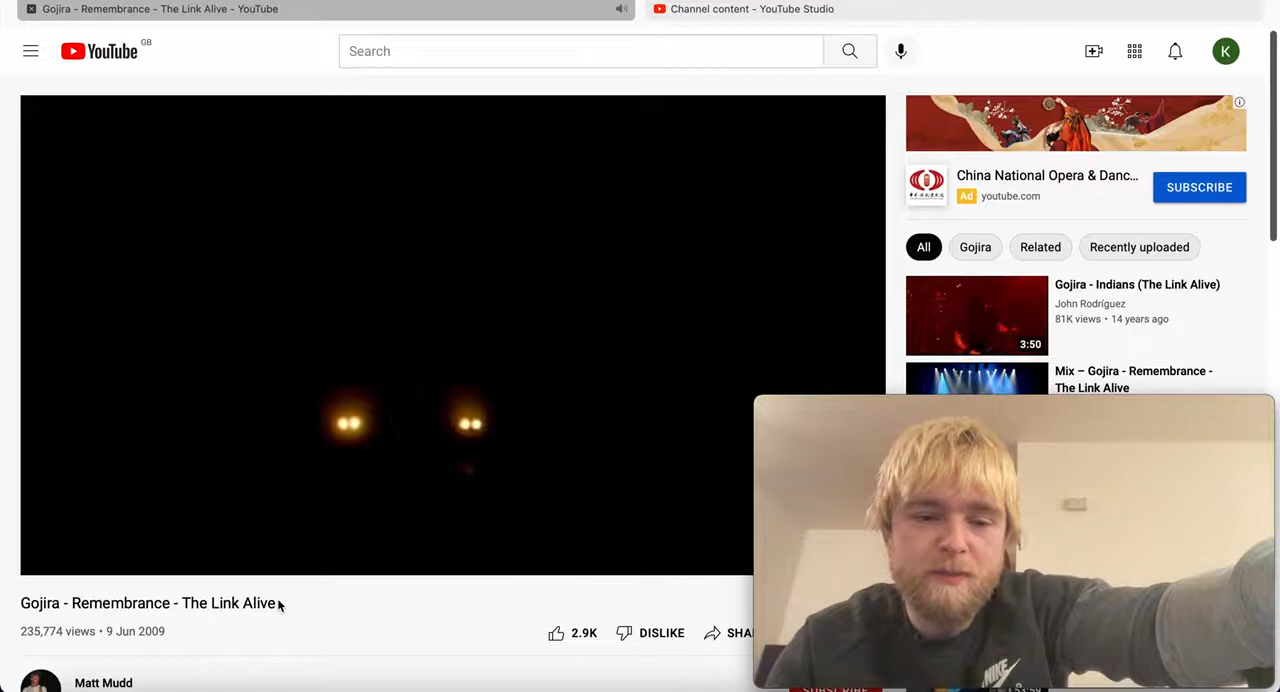 Gojira - Remembrance - The Link Alive - YouTube
Channel content - YouTube Studio
YouTube GB
Search
K
China National Opera & Danc...
Ad youtube.com
SUBSCRIBE
All
Gojira
Related
Recently uploaded
Gojira - Indians (The Link Alive)
John Rodríguez
81K views • 14 years ago
3:50
Mix – Gojira - Remembrance -
The Link Alive
Gojira - Remembrance - The Link Alive
235,774 views • 9 Jun 2009
2.9K
DISLIKE
SHA
Matt Mudd
NIKE